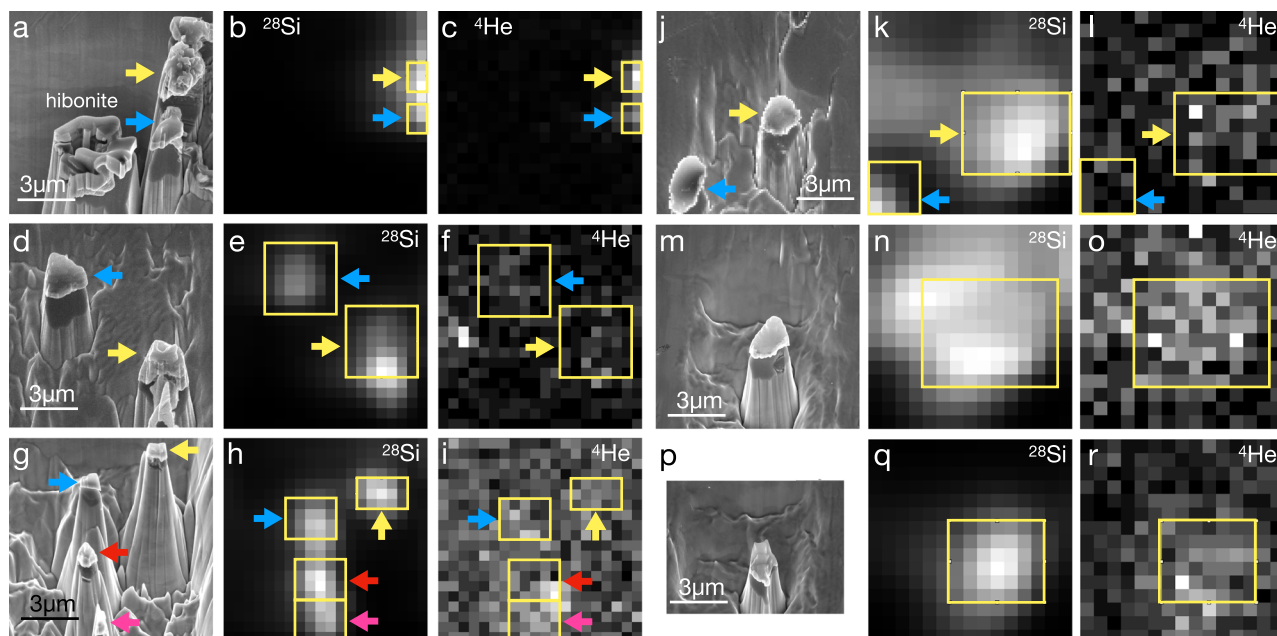 a
b
²⁸Si
c
⁴He
j
k
²⁸Si
l
⁴He
hibonite
3μm
3μm
d
e
²⁸Si
f
⁴He
m
n
²⁸Si
o
⁴He
3μm
3μm
g
h
²⁸Si
i
⁴He
p
q
²⁸Si
r
⁴He
3μm
3μm